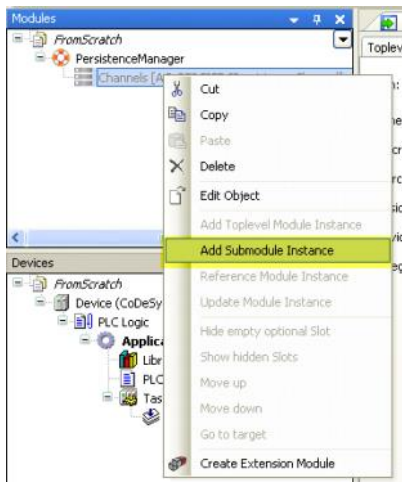 Modules
FromScratch
Toplev
PersistenceManager
Channels
Cut
Copy
Paste
Delete
Edit Object
Add Toplevel Module Instance
Add Submodule Instance
Reference Module Instance
Update Module Instance
Hide empty optional Slot
Show hidden Slots
Move up
Move down
Go to target
Create Extension Module
Devices
FromScratch
Device (CoDeSy
PLC Logic
Applica
Libr
PLC
Tas